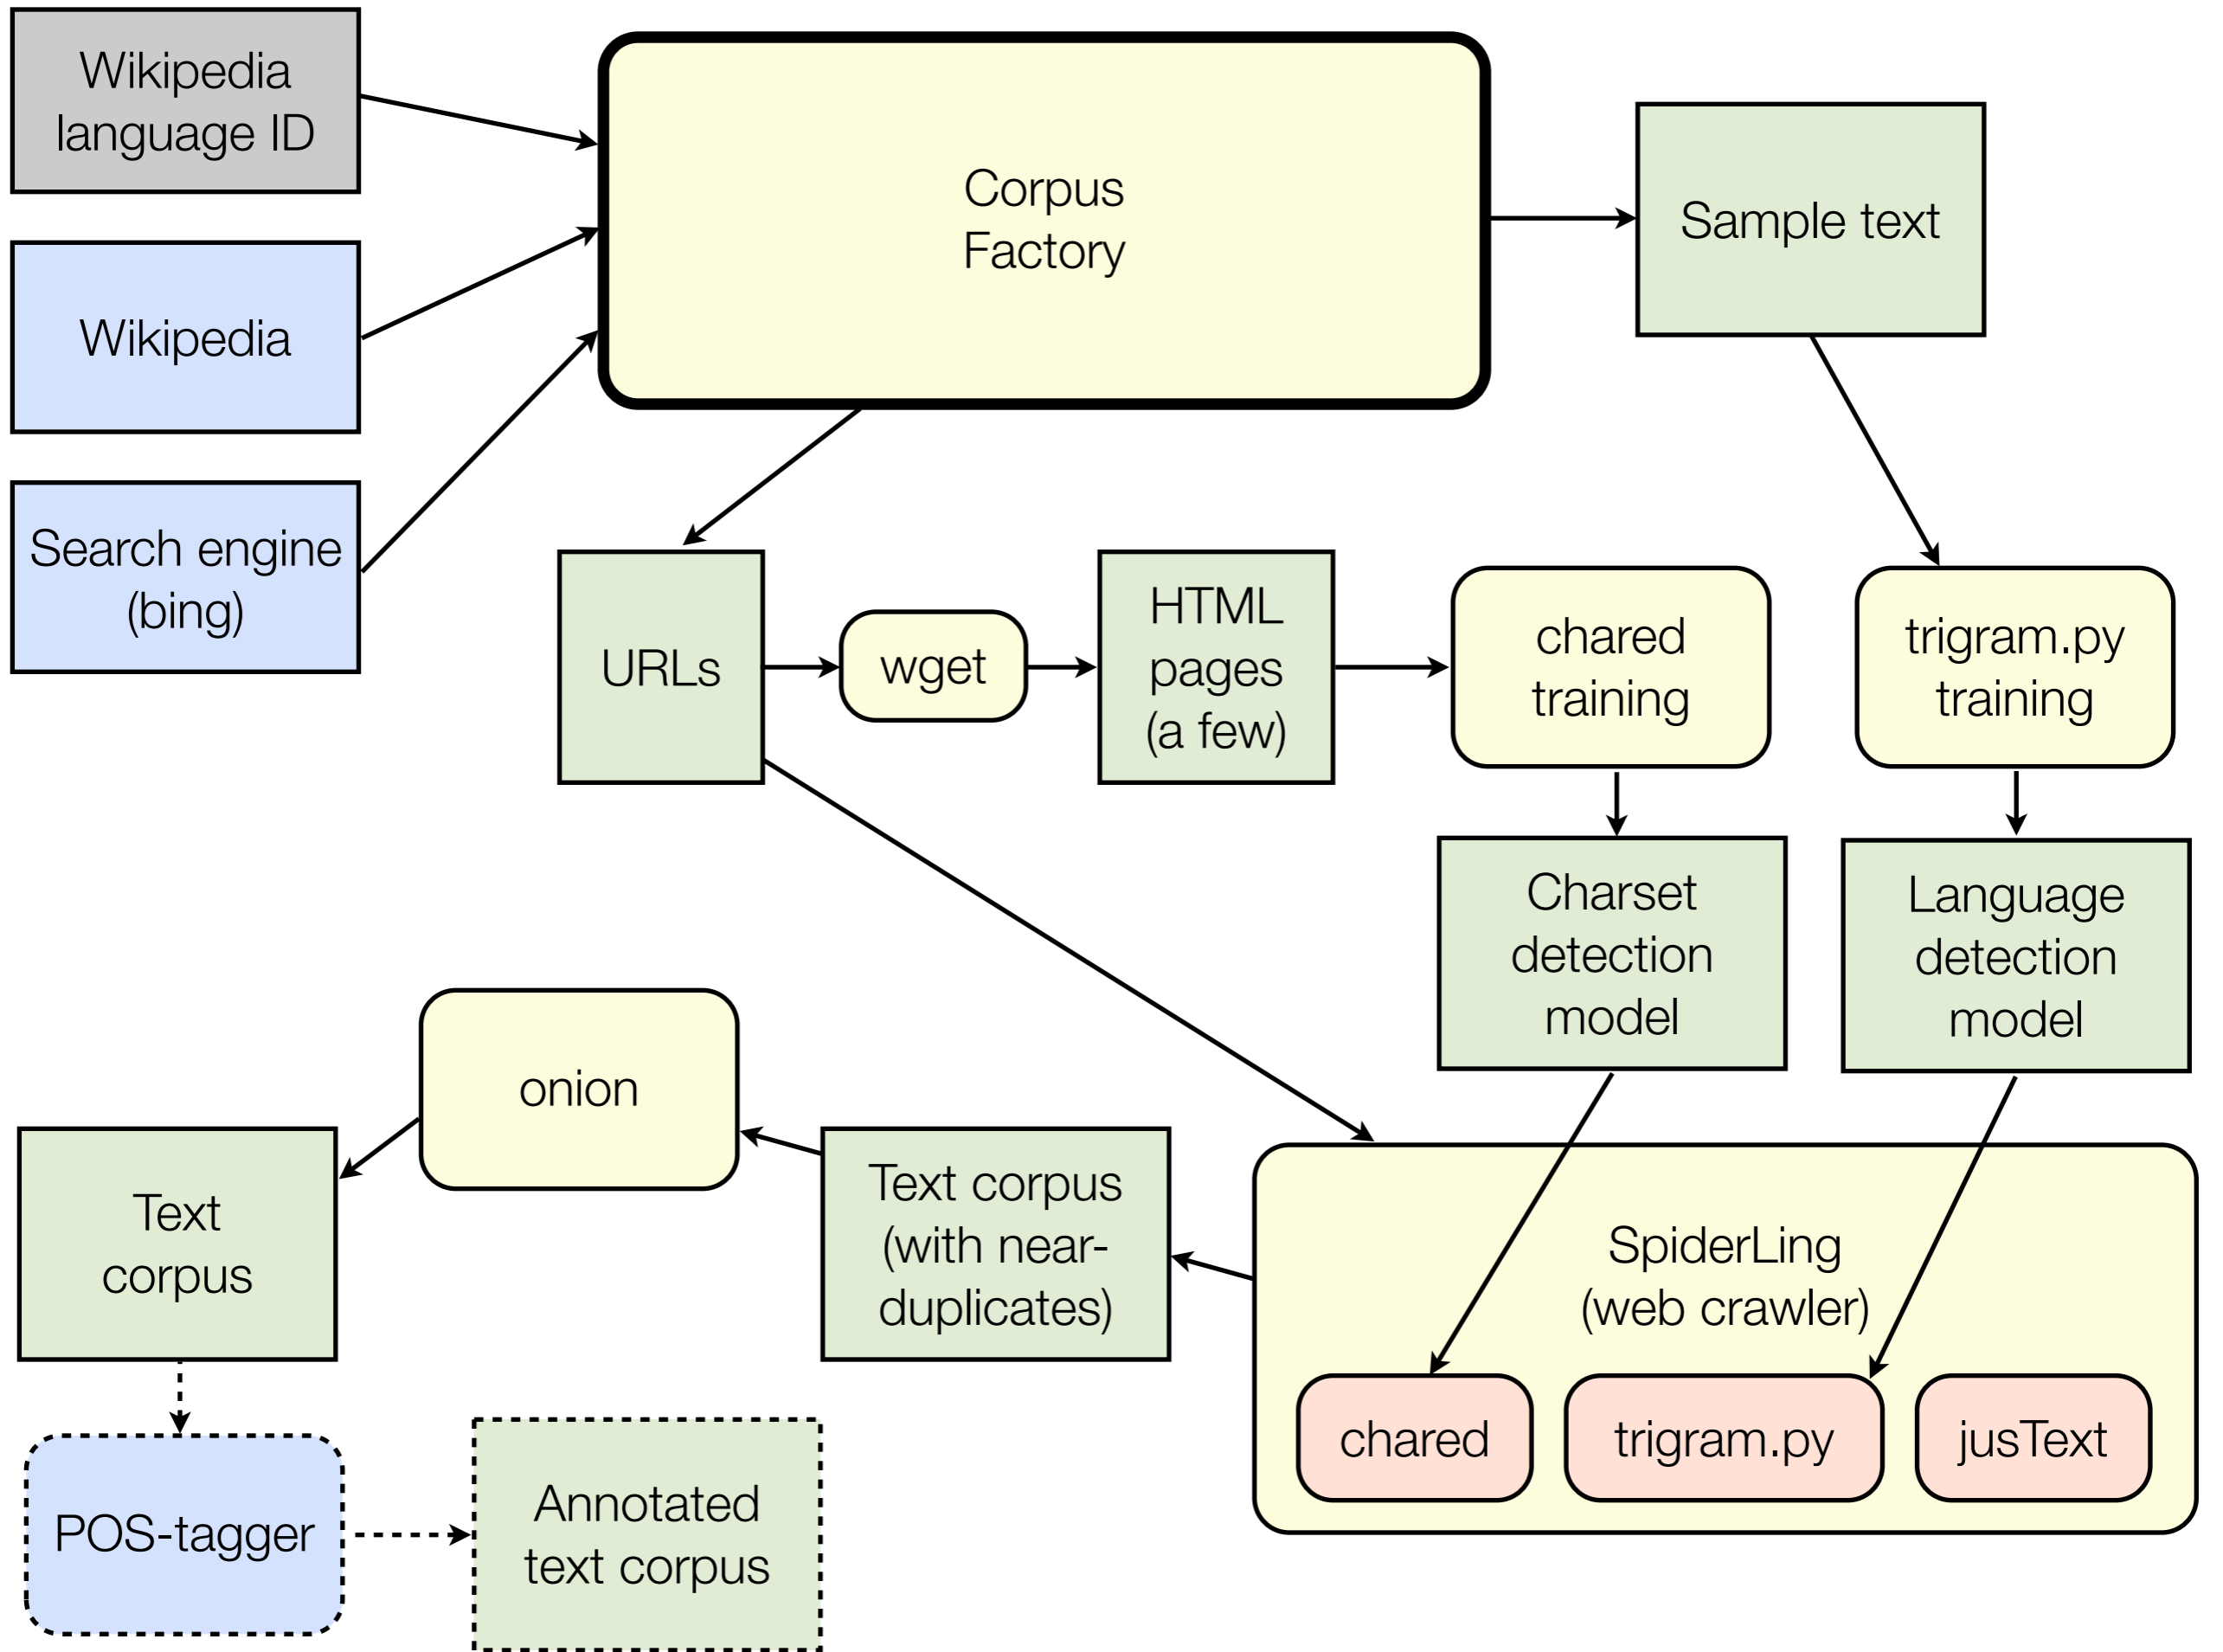 Wikipedia
language ID
Corpus
Factory
Sample text
Wikipedia
Search engine
(bing)
URLs
wget
HTML
pages
(a few)
chared
training
trigram.py
training
Charset
detection
model
Language
detection
model
onion
Text
corpus
Text corpus
(with near-
duplicates)
SpiderLing
(web crawler)
chared
trigram.py
jusText
POS-tagger
Annotated
text corpus